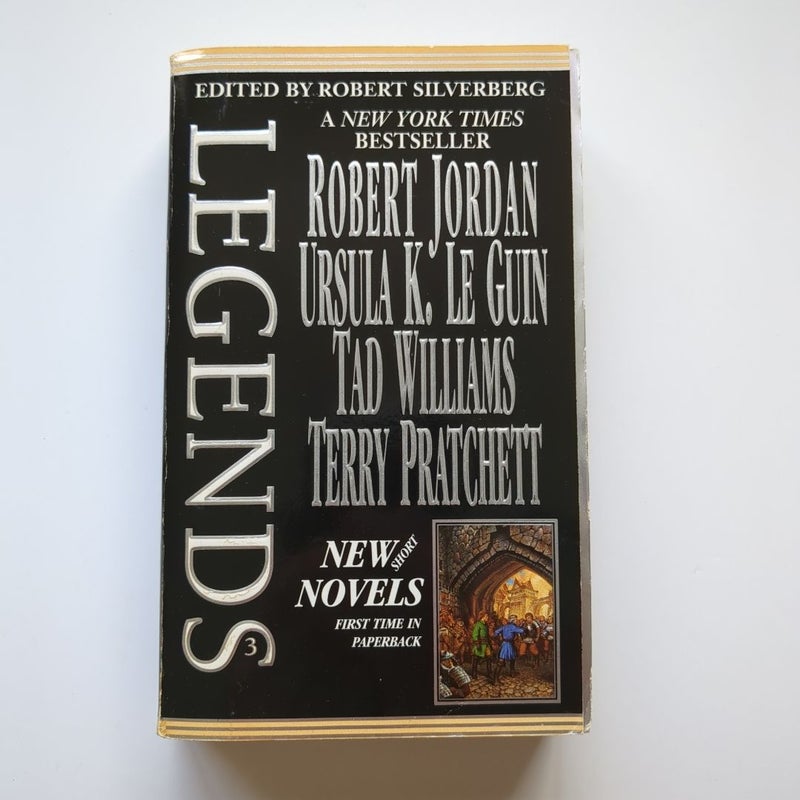 EDITED BY ROBERT SILVERBERG
LEGENDS
3
A NEW YORK TIMES
BESTSELLER
ROBERT JORDAN
URSULA K. LE GUIN
TAD WILLIAMS
TERRY PRATCHETT
NEW SHORT
NOVELS
FIRST TIME IN
PAPERBACK